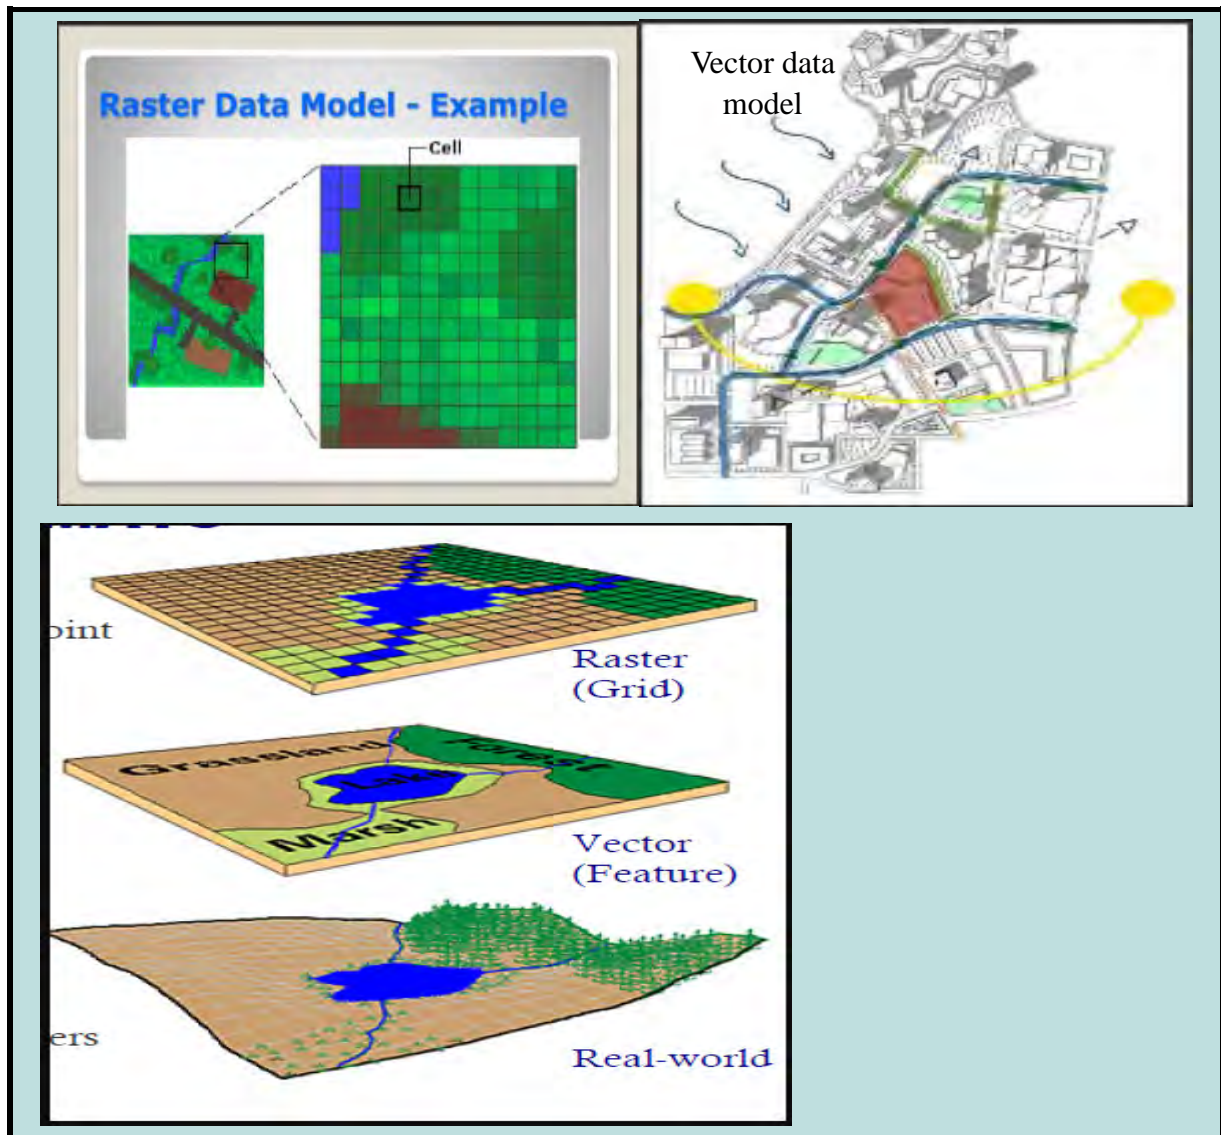 Raster Data Model - Example
Cell
Vector data
model
oint
Raster
(Grid)
Grassland
Forest
Lake
Marsh
Vector
(Feature)
ers
Real-world